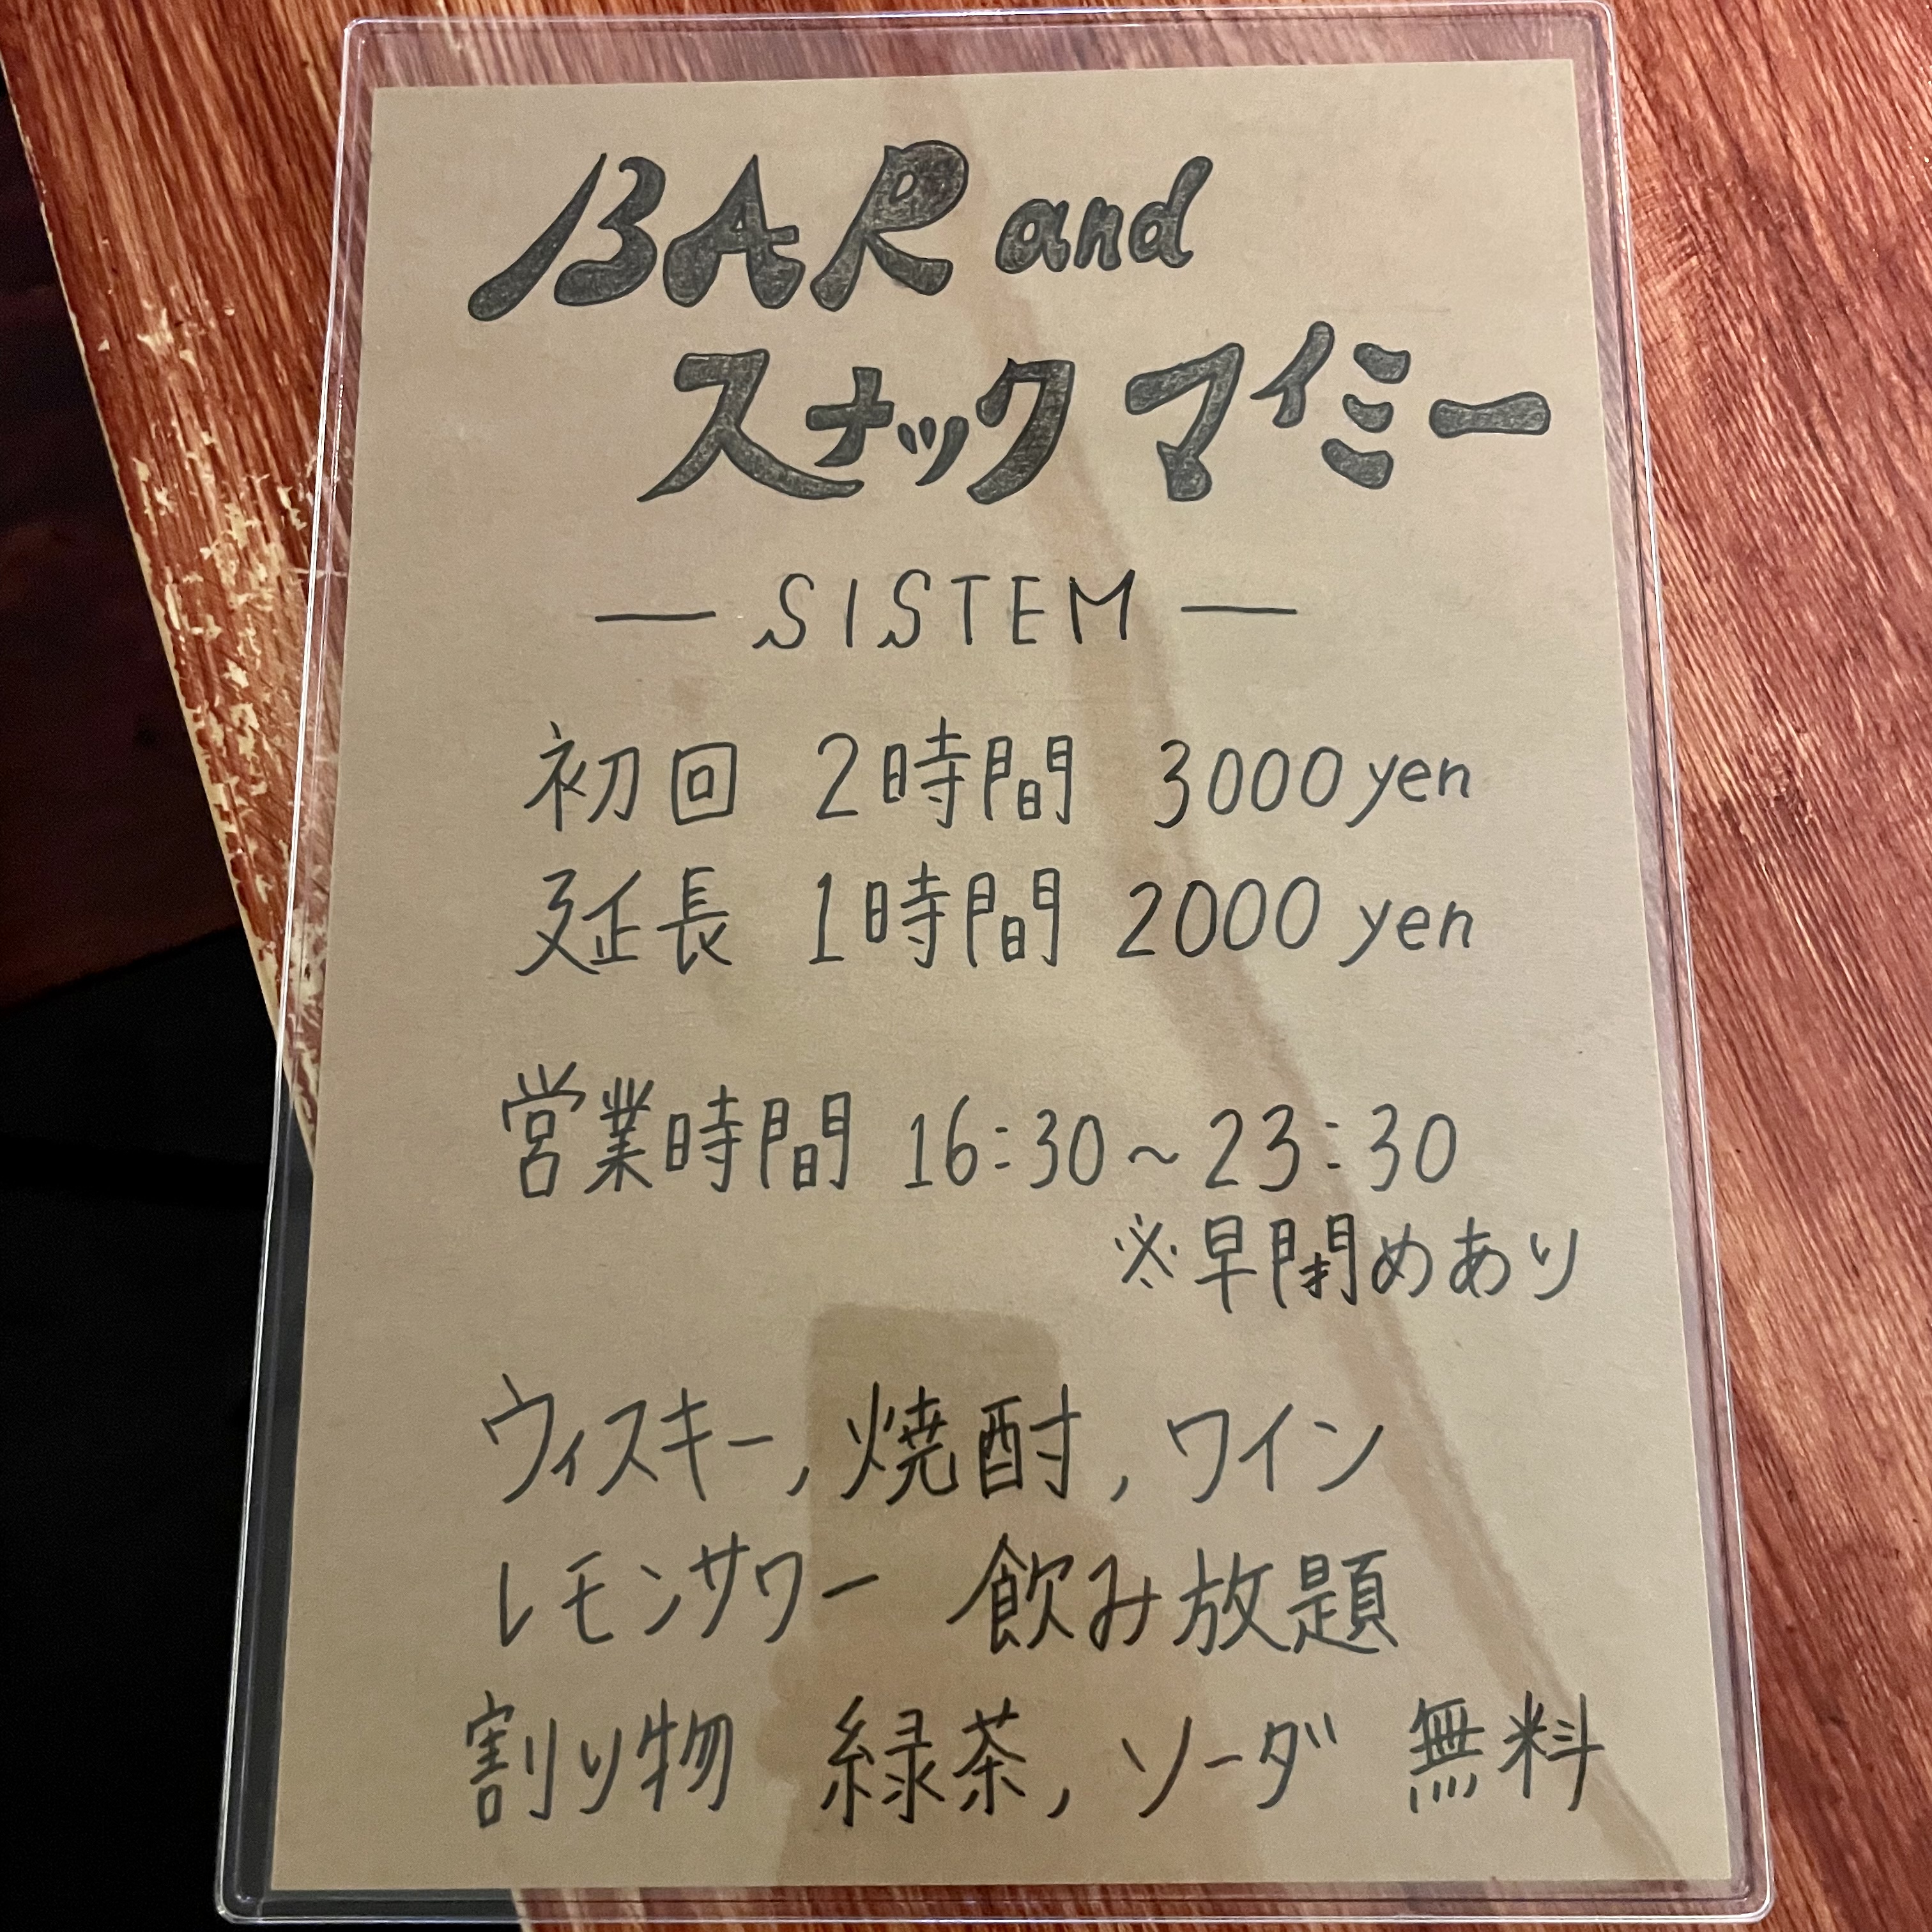 BAR and
スナック マイミー
— SISTEM —
初回 2時間 3000yen
延長 1時間 2000 yen
営業時間 16:30～23:30
※早閉めあり
ウィスキー, 焼酎, ワイン
レモンサワー 飲み放題
割り物 緑茶, ソーダ 無料